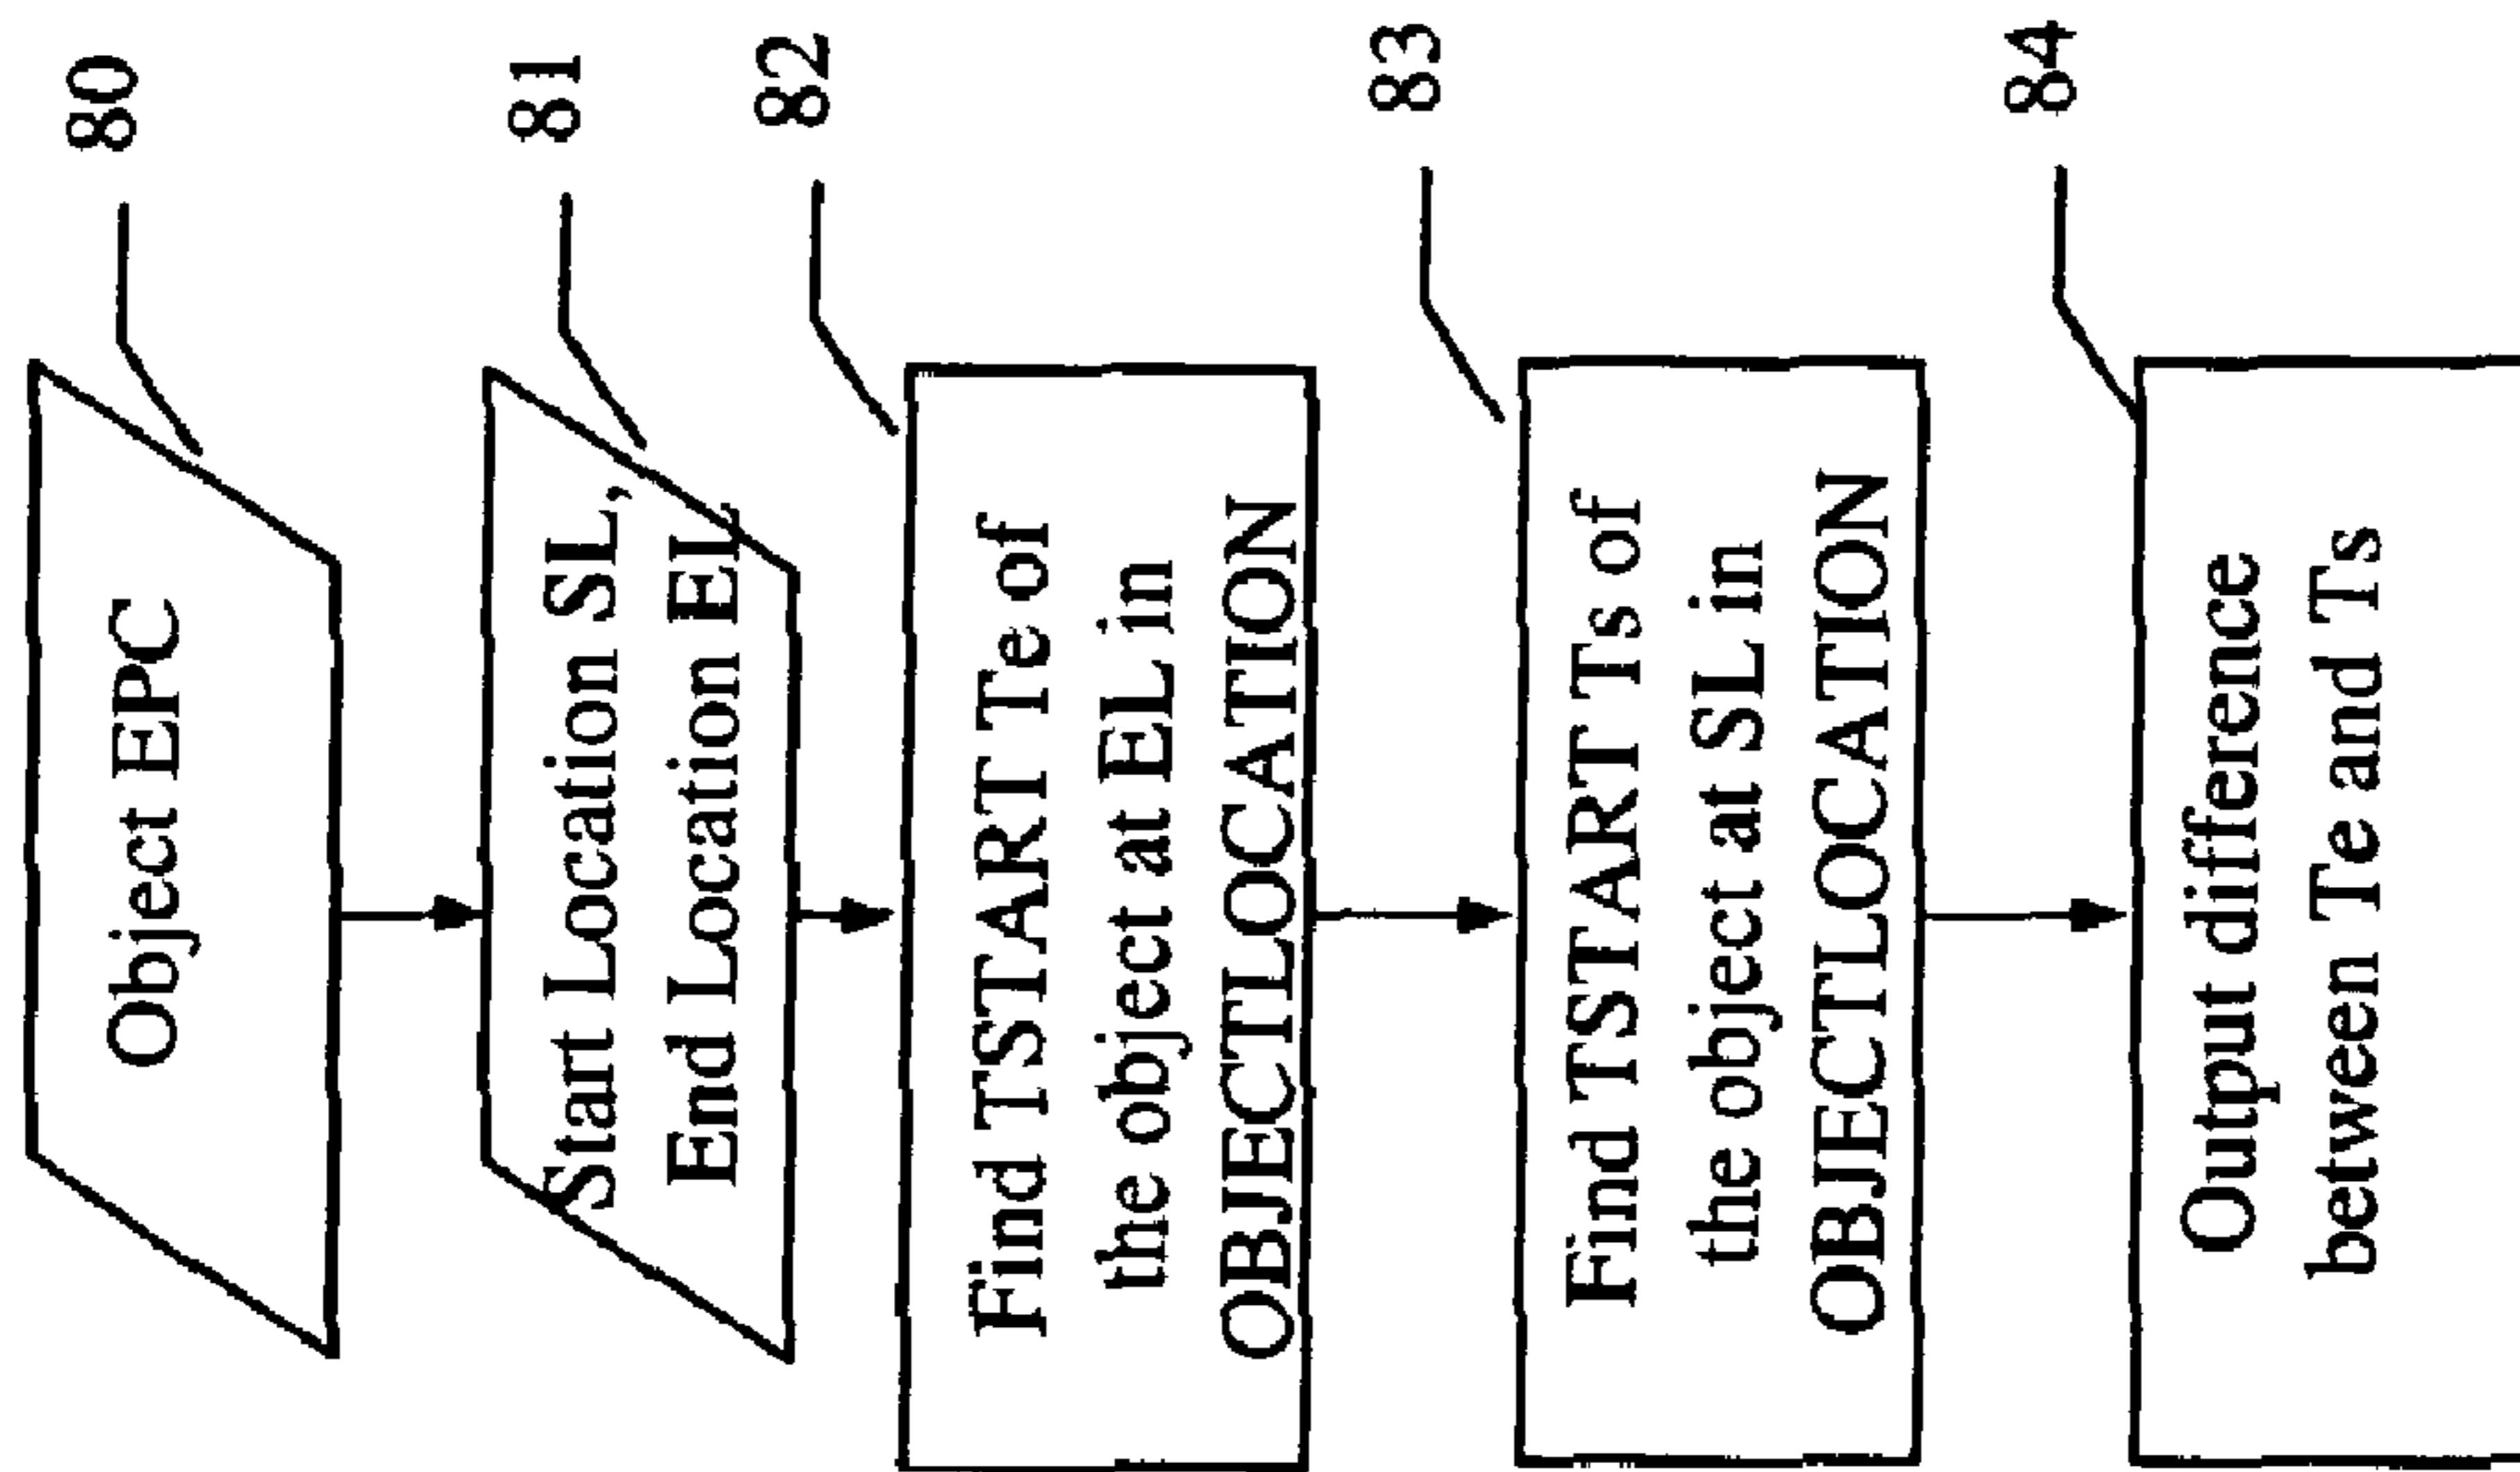 80
Object EPC
81
Start Location SL,
End Location EL
82
Find TSTART Te of
the object at EL in
OBJECTLOCATION
83
Find TSTART Ts of
the object at SL in
OBJECTLOCATION
84
Output difference
between Te and Ts